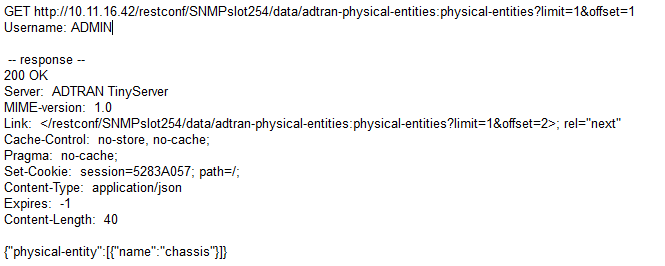 GET http://10.11.16.42/restconf/SNMPslot254/data/adtran-physical-entities:physical-entities?limit=1&offset=1
Username: ADMIN
-- response --
200 OK
Server:  ADTRAN TinyServer
MIME-version:  1.0
Link:  </restconf/SNMPslot254/data/adtran-physical-entities:physical-entities?limit=1&offset=2>; rel="next"
Cache-Control:  no-store, no-cache;
Pragma:  no-cache;
Set-Cookie:  session=5283A057; path=/;
Content-Type:  application/json
Expires:  -1
Content-Length:  40
{"physical-entity":[{"name":"chassis"}]}